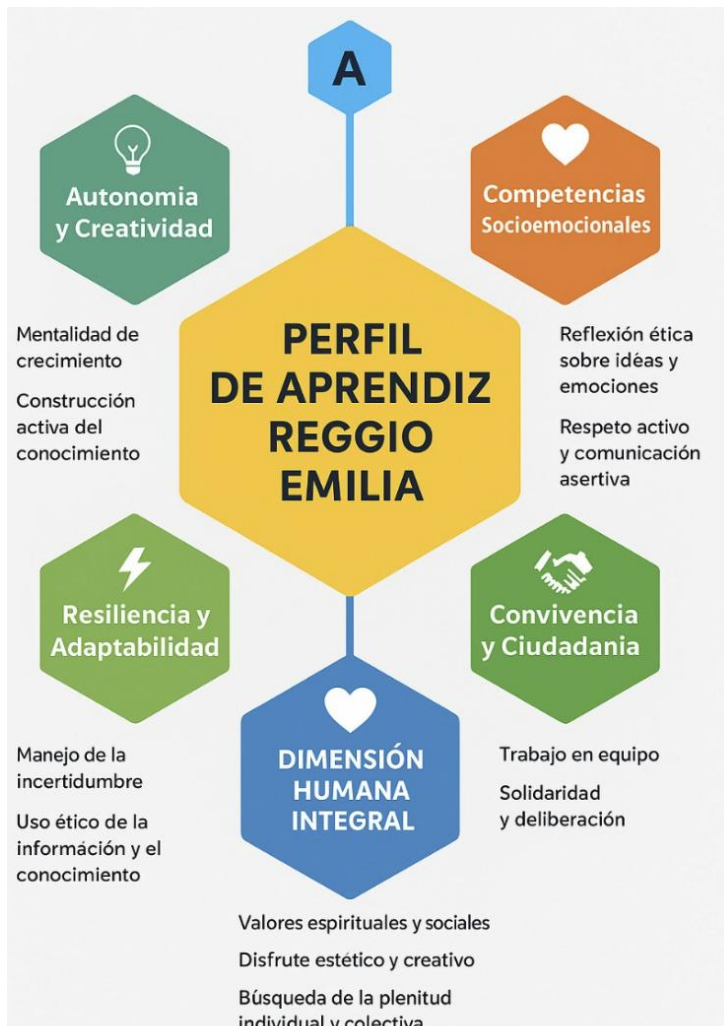 A
Autonomia
y Creatividad
Mentalidad de
crecimiento
Construcción
activa del
conocimiento
Competencias
Socioemocionales
Reflexión ética
sobre idéas y
emociones
Respeto activo
y comunicación
asertiva
PERFIL
DE APRENDIZ
REGGIO
EMILIA
Resiliencia y
Adaptabilidad
Manejo de la
incertidumbre
Uso ético de la
információn y el
conocimiento
Convivencia
y Ciudadania
Trabajo en equipo
Solidaridad
y deliberación
DIMENSIÓN
HUMANA
INTEGRAL
Valores espirituales y sociales
Disfrute estético y creativo
Búsqueda de la plenitud
individual y colectiva